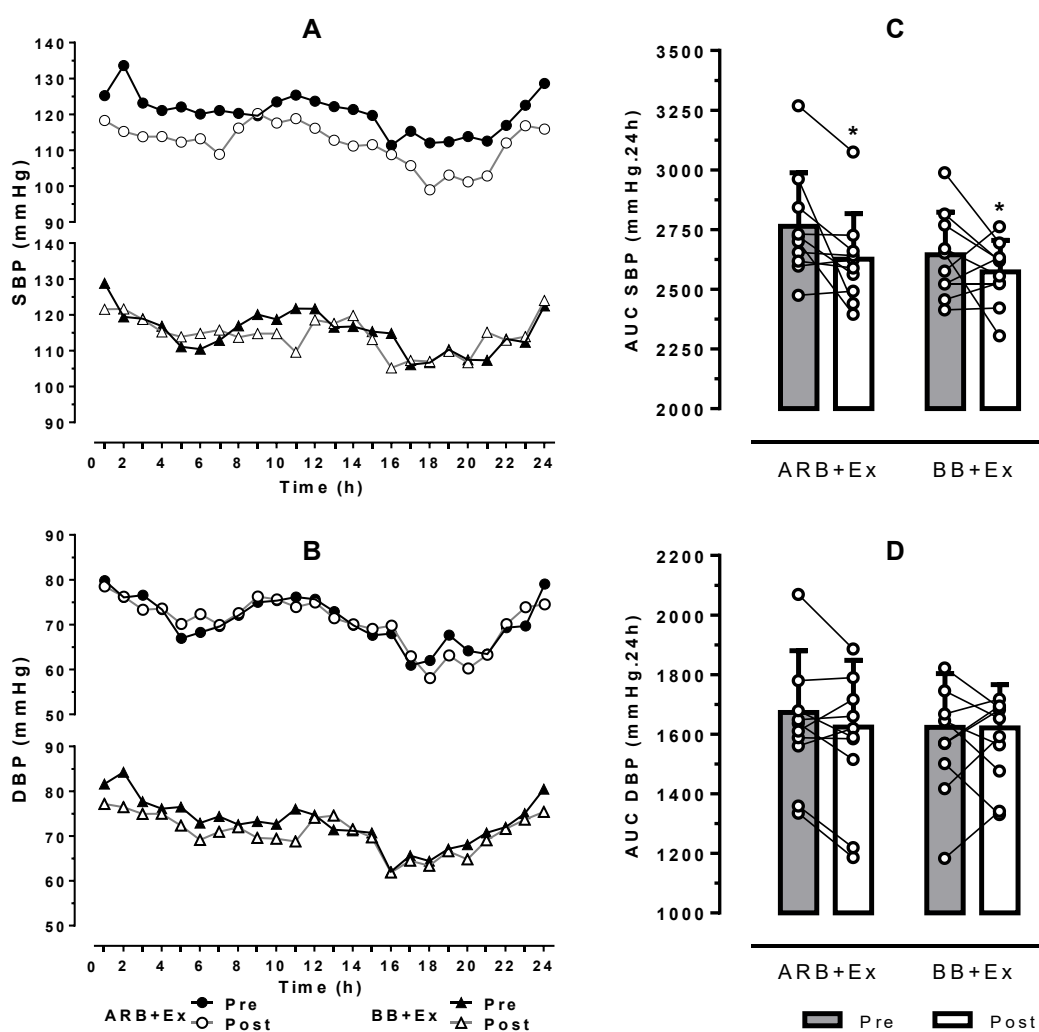 A
SBP (mmHg)
140
130
120
110
100
90
140
130
120
110
100
90
0 2 4 6 8 10 12 14 16 18 20 22 24
Time (h)
B
DBP (mmHg)
90
80
70
60
50
90
80
70
60
50
0 2 4 6 8 10 12 14 16 18 20 22 24
Time (h)
ARB+Ex
Pre
Post
BB+Ex
Pre
Post
C
AUC SBP (mmHg.24h)
3500
3250
3000
2750
2500
2250
2000
*
*
ARB+Ex BB+Ex
D
AUC DBP (mmHg.24h)
2200
2000
1800
1600
1400
1200
1000
ARB+Ex BB+Ex
Pre Post